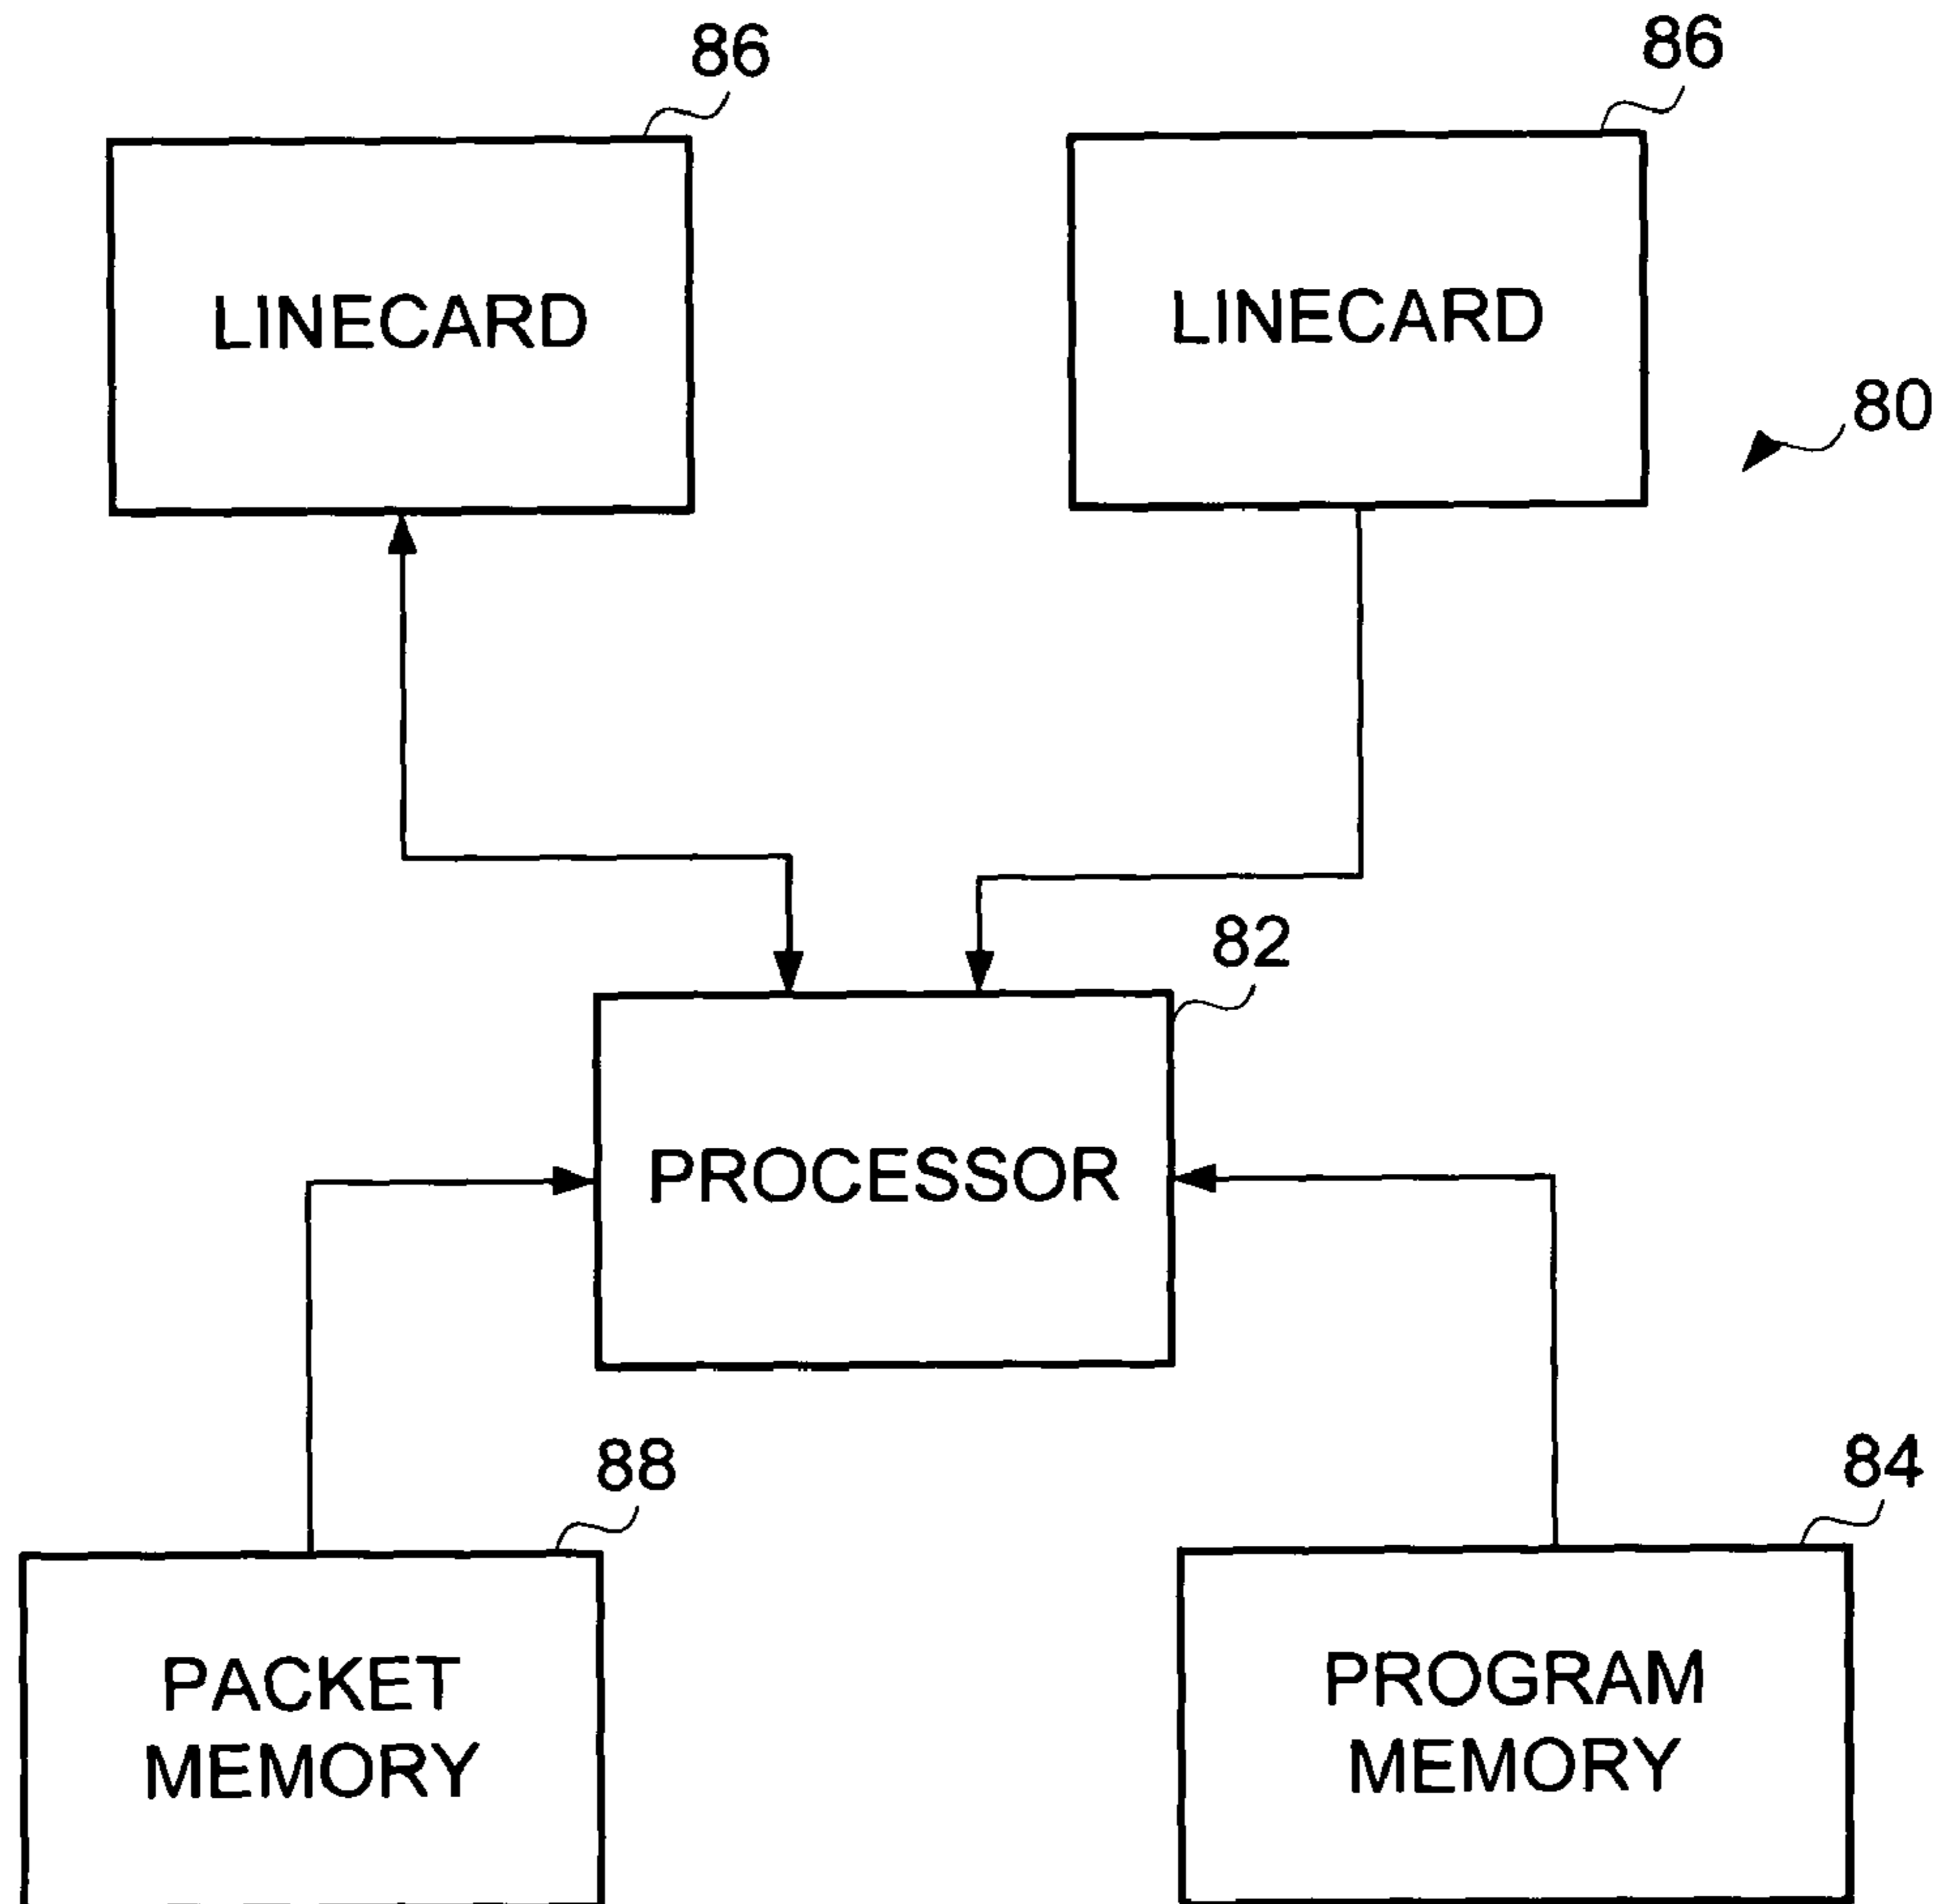 86
86
LINECARD
LINECARD
80
82
PROCESSOR
88
84
PACKET
MEMORY
PROGRAM
MEMORY